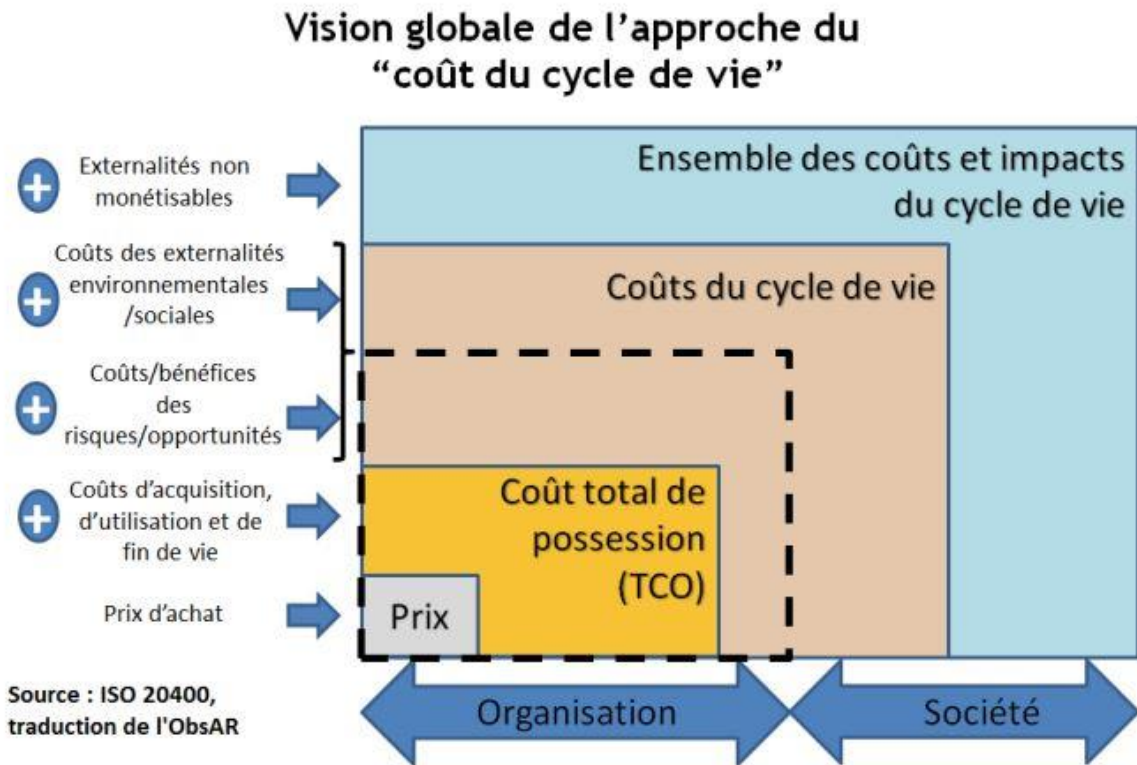 Vision globale de l'approche du
“coût du cycle de vie”
Externalités non
monétisables
Ensemble des coûts et impacts
du cycle de vie
Coûts des externalités
environnementales
/sociales
Coûts du cycle de vie
Coûts/bénéfices
des
risques/opportunités
Coûts d'acquisition,
d'utilisation et de
fin de vie
Coût total de
possession
(TCO)
Prix d'achat
Prix
Source : ISO 20400,
traduction de l'ObsAR
Organisation
Société